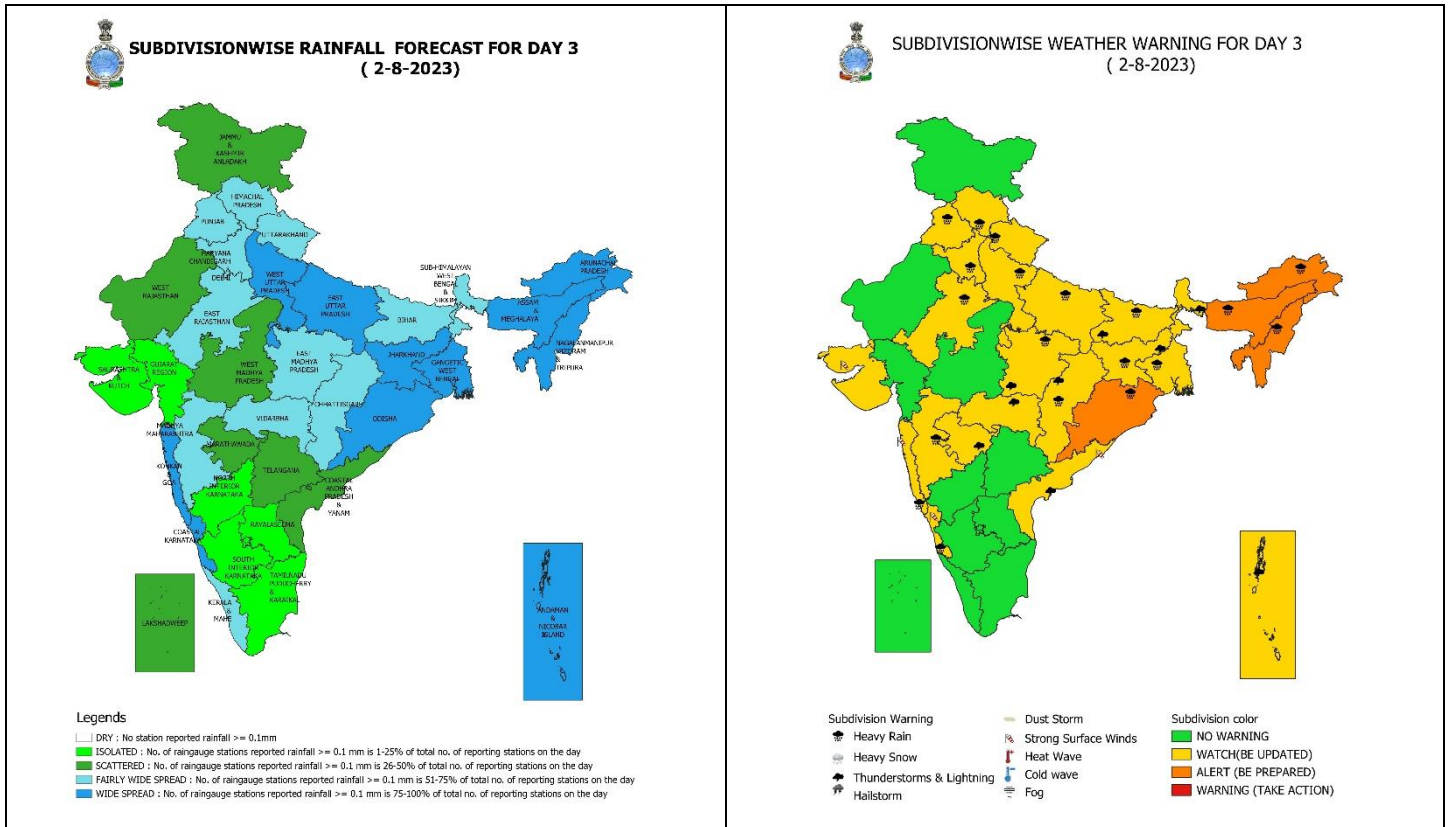 SUBDIVISIONWISE RAINFALL FORECAST FOR DAY 3
( 2-8-2023)
JAMMU
&
KASHMIR
ANLADAKH
HIMACHAL
PRADESH
PUNJAB
UTTARAKHAND
HARYANA
CHANDIGARH
DELHI
WEST
UTTAR
PRADESH
EAST
UTTAR
PRADESH
SUB-HIMALAYAN
WEST
BENGAL
&
SIKKIM
ARUNACHAL
PRADESH
ASSAM
&
MEGHALAYA
NAGALANMANIPUR
MIZORAM
&
TRIPURA
WEST
RAJASTHAN
EAST
RAJASTHAN
BIHAR
JHARKHAND
GANGETIC
WEST
BENGAL
SAURASHTRA
&
KUTCH
GUJARAT
REGION
WEST
MADHYA
PRADESH
EAST
MADHYA
PRADESH
CHHATTISGARH
ODISHA
VIDARBHA
MADHYA
MAHARASHTRA
MARATHAWADA
KONKAN
&
GOA
TELANGANA
NORTH
INTERIOR
KARNATAKA
COASTAL
ANDHRA
PRADESH
&
YANAM
RAYALASEEMA
COASTAL
KARNATAKA
SOUTH
INTERIOR
KARNATAKA
TAMILNADU
PUDUCHERRY
&
KARAIKAL
KERALA
&
MAHE
LAKSHADWEEP
ANDAMAN
&
NICOBAR
ISLAND
Legends
DRY : No station reported rainfall >= 0.1mm
ISOLATED : No. of raingauge stations reported rainfall >= 0.1 mm is 1-25% of total no. of reporting stations on the day
SCATTERED : No. of raingauge stations reported rainfall >= 0.1 mm is 26-50% of total no. of reporting stations on the day
FAIRLY WIDE SPREAD : No. of raingauge stations reported rainfall >= 0.1 mm is 51-75% of total no. of reporting stations on the day
WIDE SPREAD : No. of raingauge stations reported rainfall >= 0.1 mm is 75-100% of total no. of reporting stations on the day
SUBDIVISIONWISE WEATHER WARNING FOR DAY 3
( 2-8-2023)
Subdivision Warning
Heavy Rain
Heavy Snow
Thunderstorms & Lightning
Hailstorm
Dust Storm
Strong Surface Winds
Heat Wave
Cold wave
Fog
Subdivision color
NO WARNING
WATCH(BE UPDATED)
ALERT (BE PREPARED)
WARNING (TAKE ACTION)